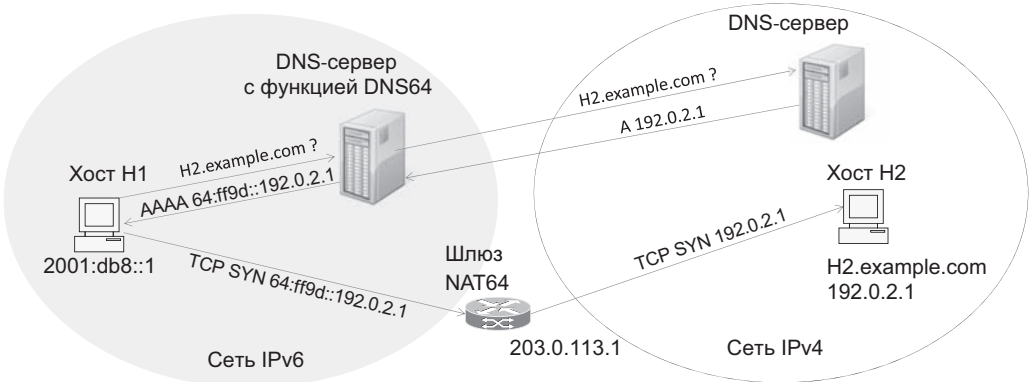 DNS-сервер
DNS-сервер
с функцией DNS64
H2.example.com ?
A 192.0.2.1
H2.example.com ?
AAAA 64:ff9d::192.0.2.1
Хост H1
2001:db8::1
Хост H2
H2.example.com
192.0.2.1
TCP SYN 192.0.2.1
TCP SYN 64:ff9d::192.0.2.1
Шлюз
NAT64
203.0.113.1
Сеть IPv6
Сеть IPv4